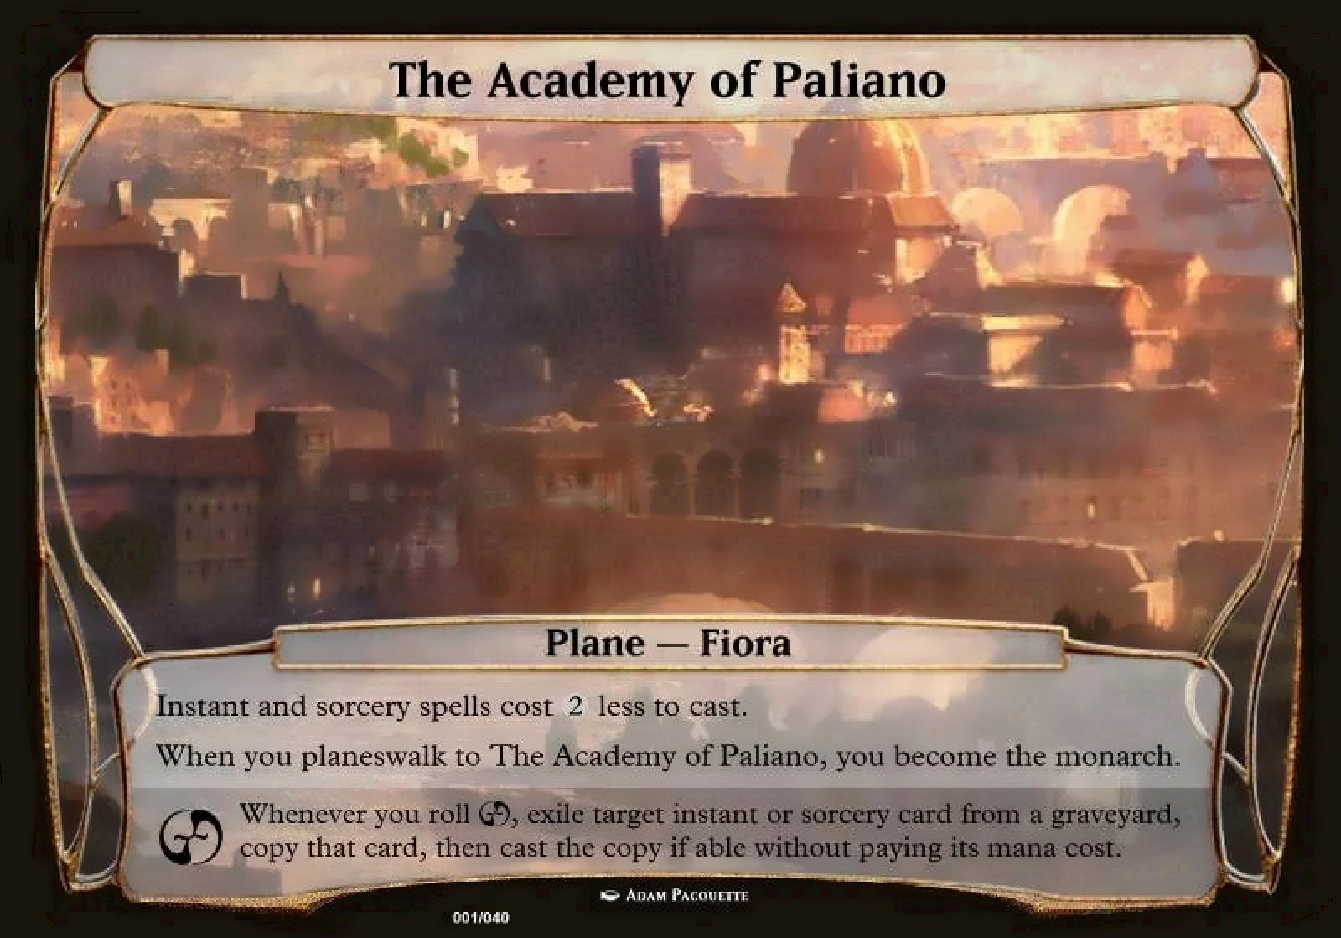 The Academy of Paliano
Plane — Fiora
Instant and sorcery spells cost 2 less to cast.
When you planeswalk to The Academy of Paliano, you become the monarch.
Whenever you roll , exile target instant or sorcery card from a graveyard,
copy that card, then cast the copy if able without paying its mana cost.
Adam Pacquette
001/040